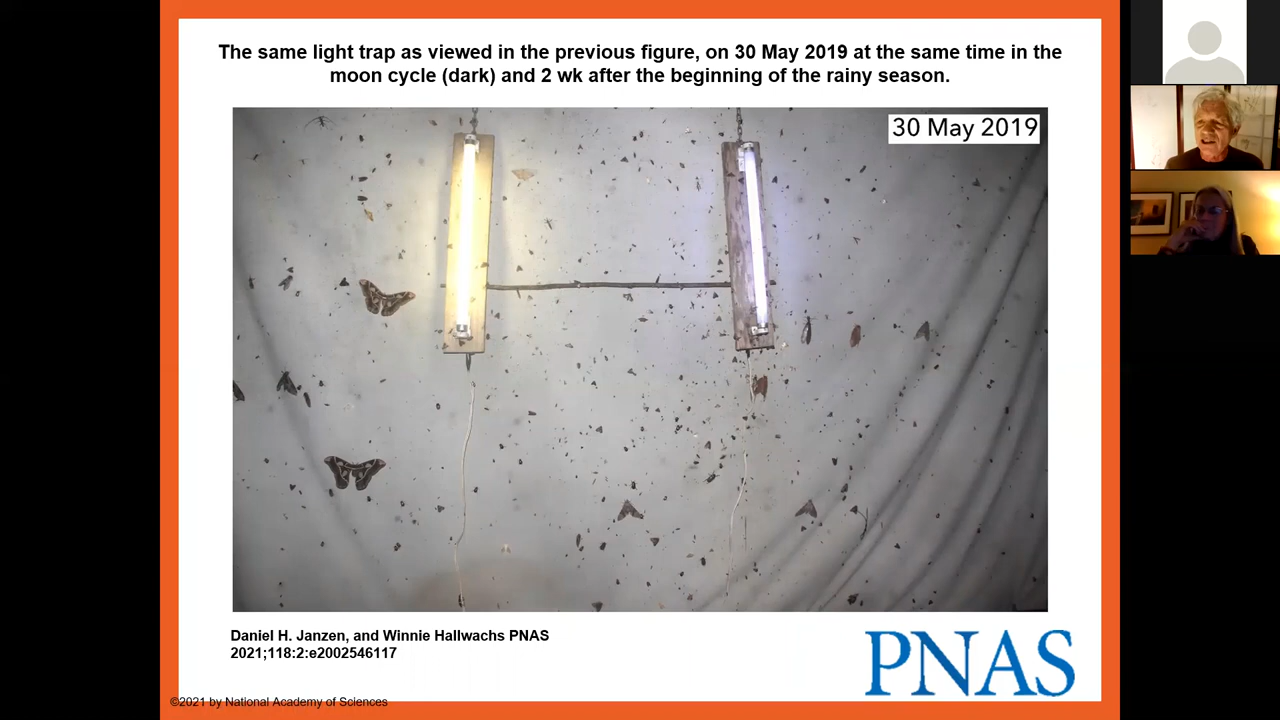 The same light trap as viewed in the previous figure, on 30 May 2019 at the same time in the
moon cycle (dark) and 2 wk after the beginning of the rainy season.
30 May 2019
Daniel H. Janzen, and Winnie Hallwachs PNAS
2021;118:2:e2002546117
PNAS
©2021 by National Academy of Sciences